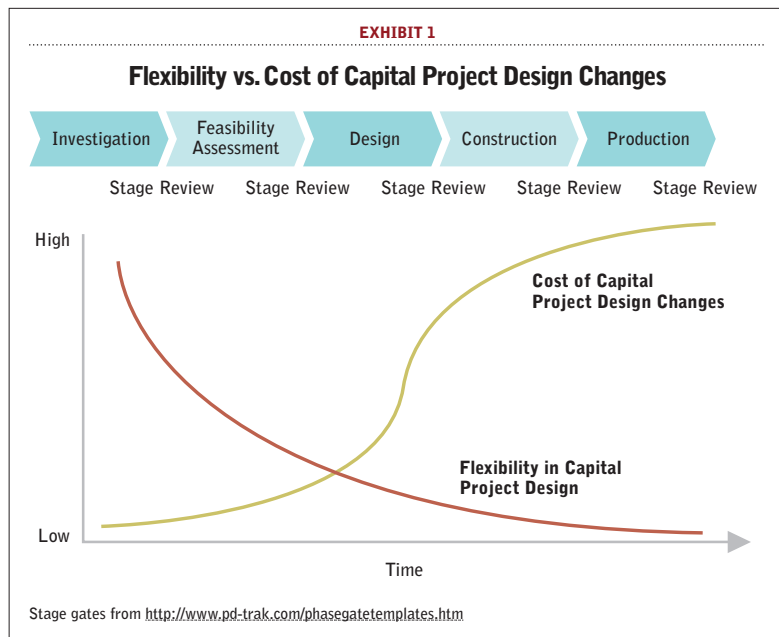 EXHIBIT 1
Flexibility vs. Cost of Capital Project Design Changes
Investigation
Feasibility
Assessment
Design
Construction
Production
Stage Review
Stage Review
Stage Review
Stage Review
Stage Review
High
Cost of Capital
Project Design Changes
Flexibility in Capital
Project Design
Low
Time
Stage gates from http://www.pd-trak.com/phasegatetemplates.htm